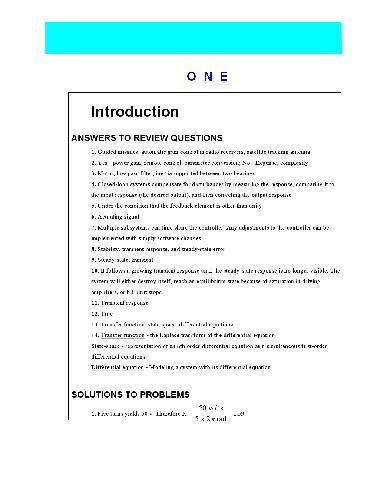 O N E
Introduction
ANSWERS TO REVIEW QUESTIONS
1. Guided missiles, automatic gain control in radio receivers, satellite tracking antenna
2. Yes - power gain, remote control, parameter conversion; No - Expense, complexity
3. Motor, low pass filter, inertia supported between two bearings
4. Closed-loop systems compensate for disturbances by measuring the response, comparing it to
the input response (the desired output), and then correcting the output response.
5. Under the condition that the feedback element is other than unity
6. Actuating signal
7. Multiple subsystems can time share the controller. Any adjustments to the controller can be
implemented with simply software changes.
8. Stability, transient response, and steady-state error
9. Steady-state, transient
10. It follows a growing transient response until the steady-state response is no longer visible. The
system will either destroy itself, reach an equilibrium state because of saturation in driving
amplifiers, or hit limit stops.
11. Transient response
12. True
13. Transfer function, state-space, differential equations
14. Transfer function - the Laplace transform of the differential equation
State-space - representation of an nth order differential equation as n simultaneous first-order
differential equations
Differential equation - Modeling a system with its differential equation
SOLUTIONS TO PROBLEMS
1. Five turns yields 50 v. Therefore K = 50 volts
5 x 2π rad